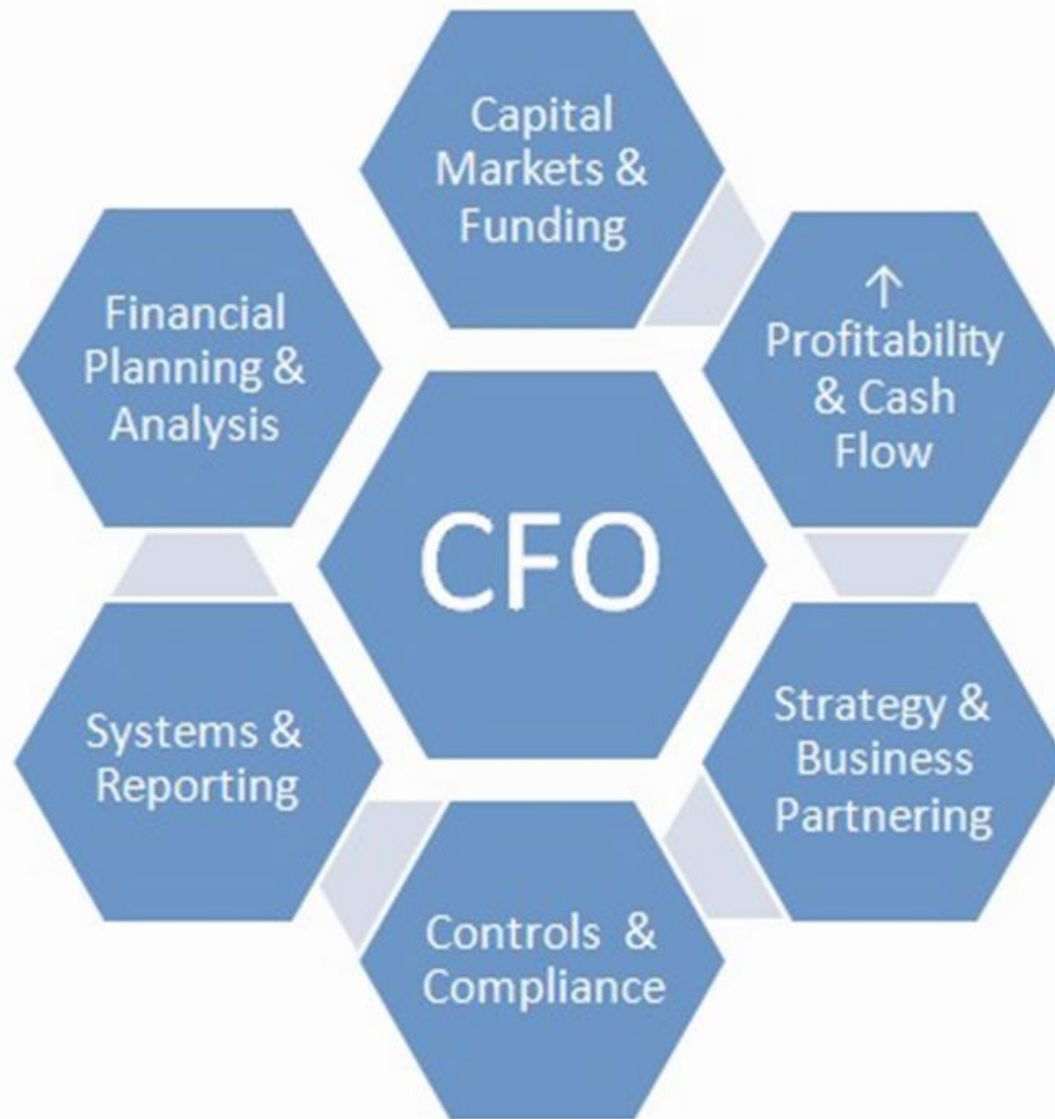 Capital
Markets &
Funding
↑
Profitability
& Cash
Flow
Strategy &
Business
Partnering
Controls &
Compliance
Systems &
Reporting
Financial
Planning &
Analysis
CFO